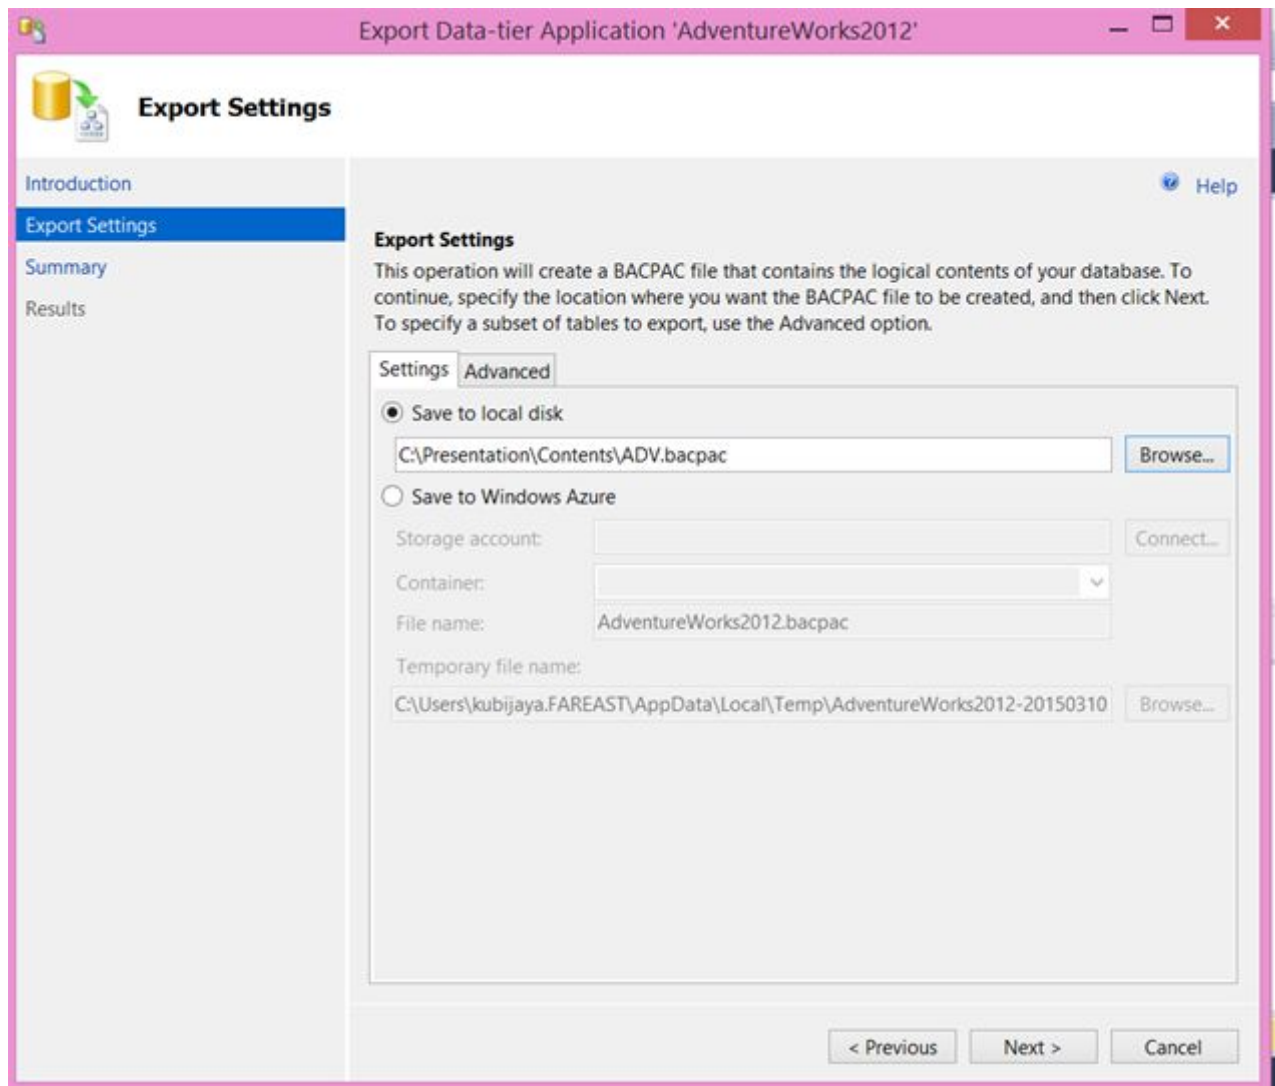 Export Data-tier Application 'AdventureWorks2012'
Export Settings
Introduction
Export Settings
Summary
Results
Help
Export Settings
This operation will create a BACPAC file that contains the logical contents of your database. To
continue, specify the location where you want the BACPAC file to be created, and then click Next.
To specify a subset of tables to export, use the Advanced option.
Settings
Advanced
Save to local disk
C:\Presentation\Contents\ADV.bacpac
Browse...
Save to Windows Azure
Storage account:
Connect...
Container:
File name:
AdventureWorks2012.bacpac
Temporary file name:
C:\Users\kubijaya.FAREAST\AppData\Local\Temp\AdventureWorks2012-20150310
Browse...
< Previous
Next >
Cancel